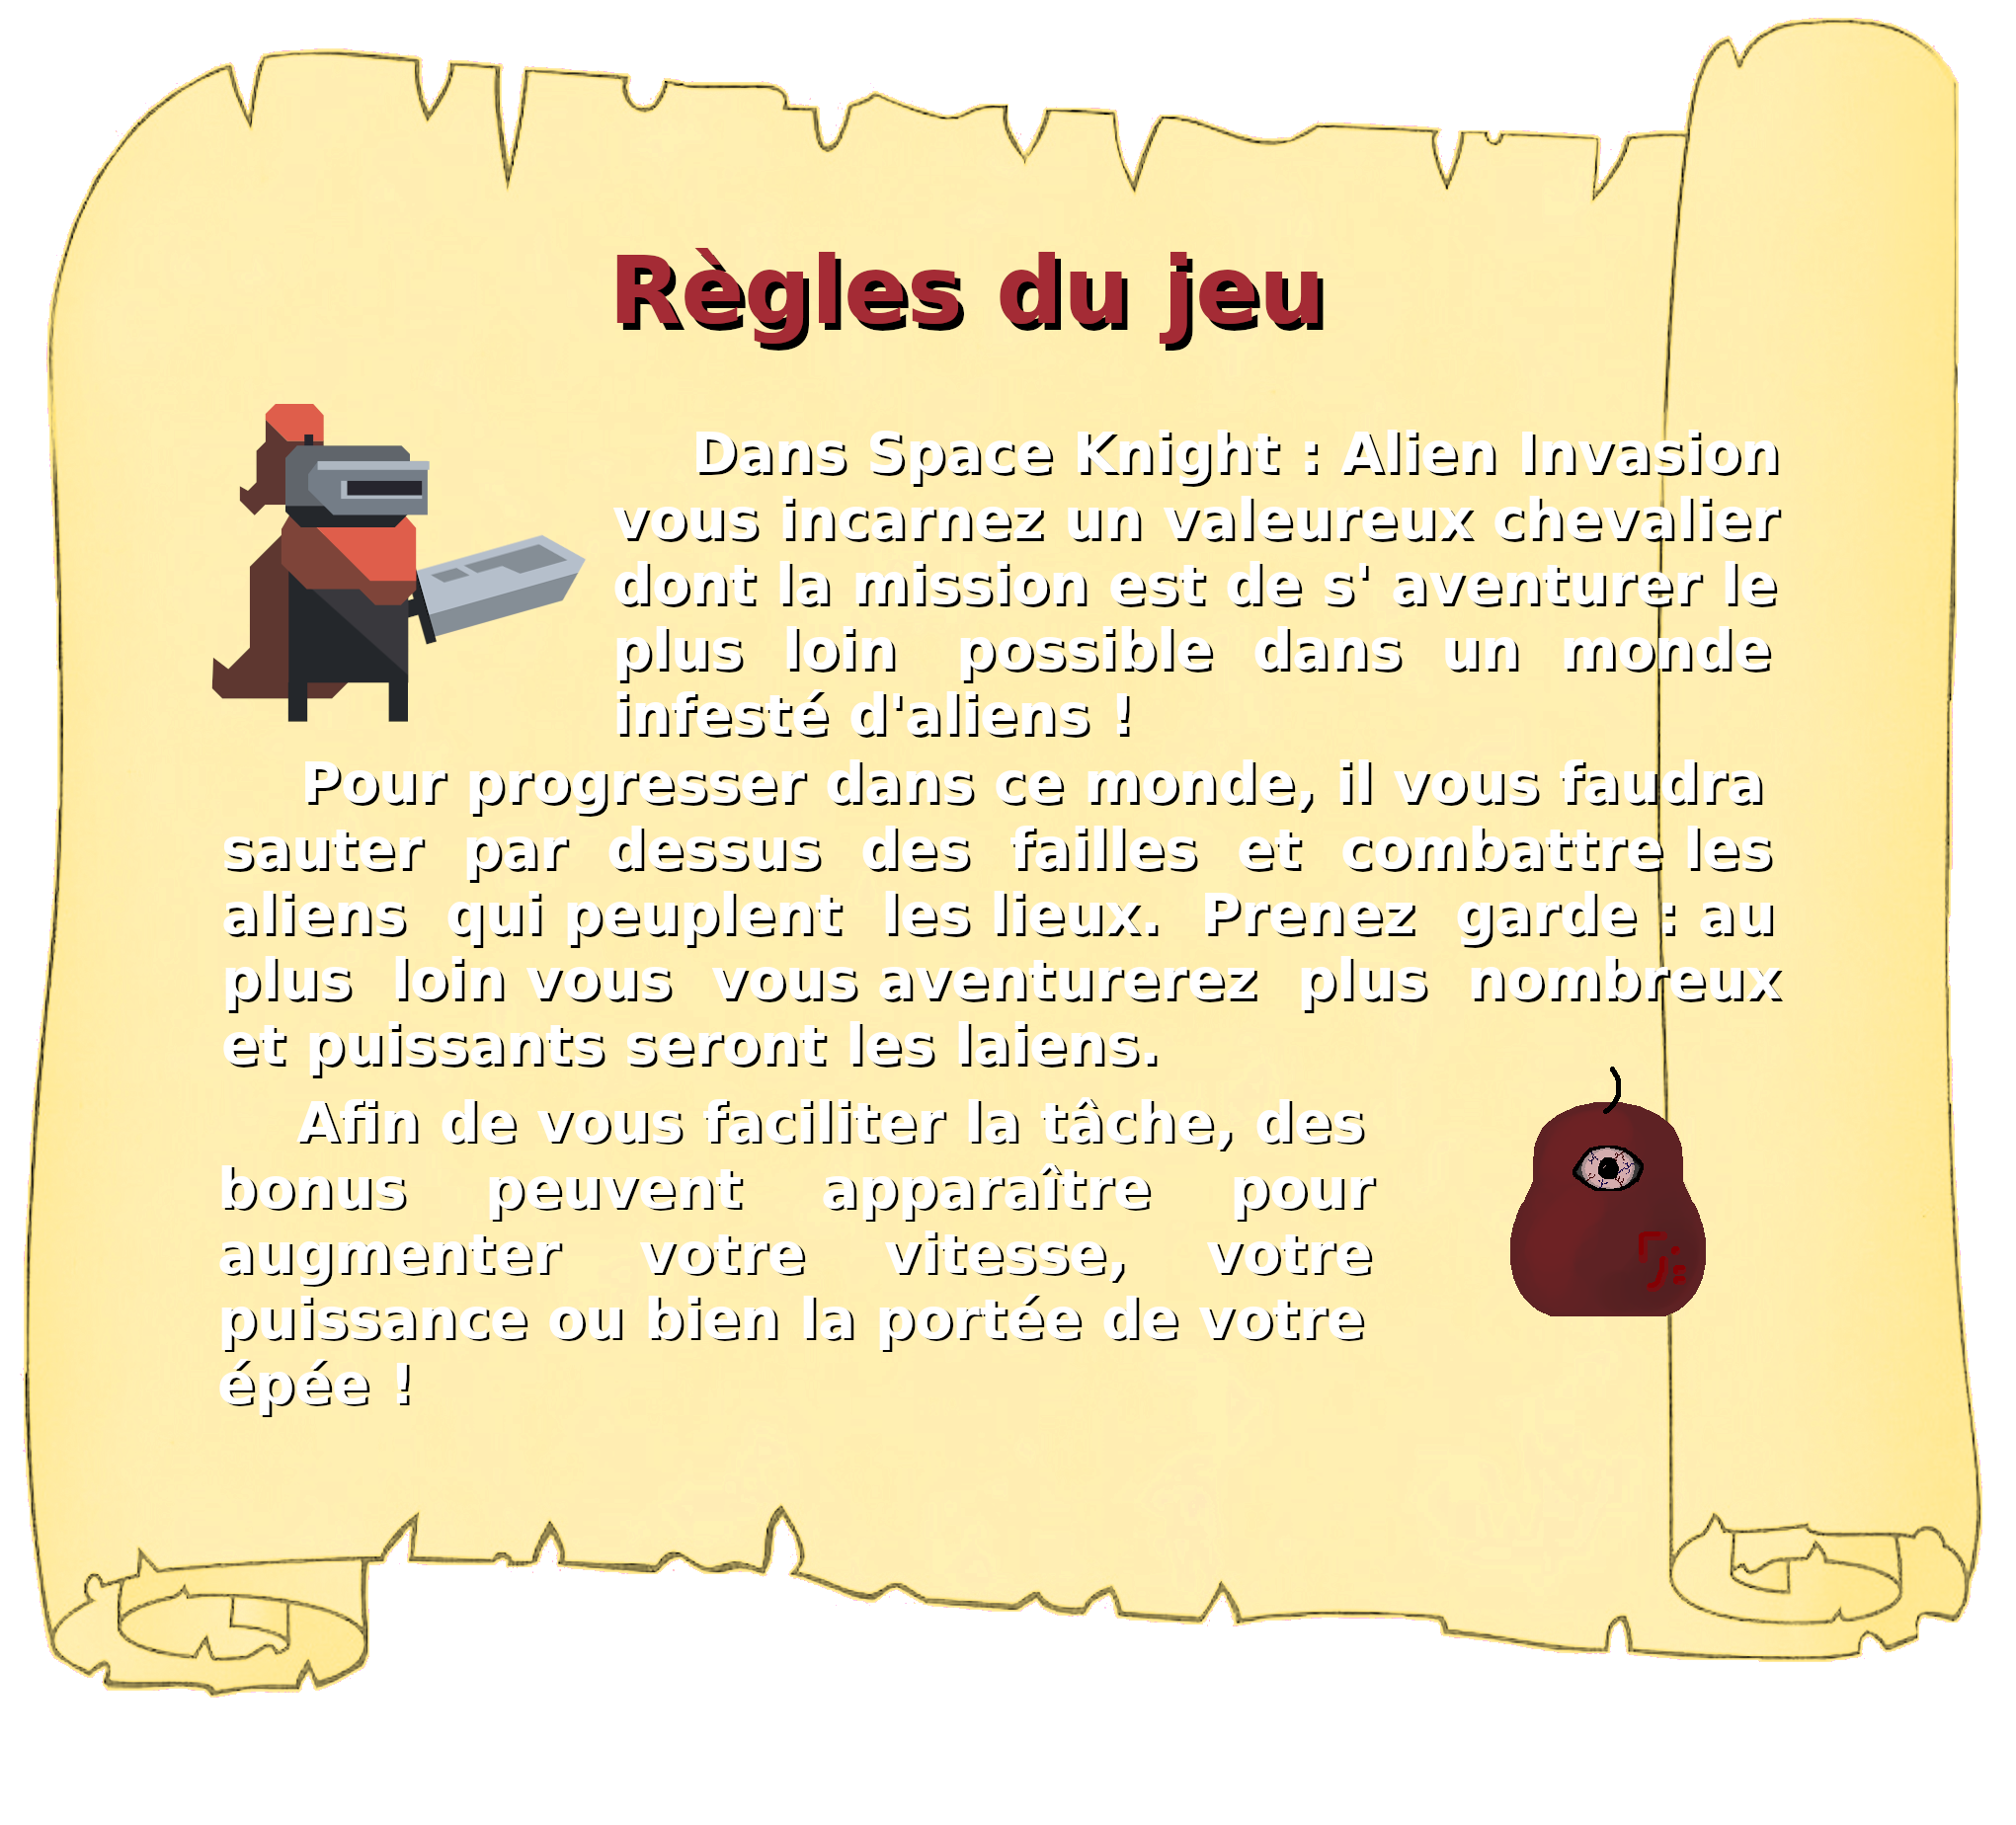 Règles du jeu
Dans Space Knight : Alien Invasion
vous incarnez un valeureux chevalier
dont la mission est de s' aventurer le
plus loin possible dans un monde
infesté d'aliens !
Pour progresser dans ce monde, il vous faudra
sauter par dessus des failles et combattre les
aliens qui peuplent les lieux. Prenez garde : au
plus loin vous vous aventurerez plus nombreux
et puissants seront les laiens.
Afin de vous faciliter la tâche, des
bonus peuvent apparaître pour
augmenter votre vitesse, votre
puissance ou bien la portée de votre
épée !